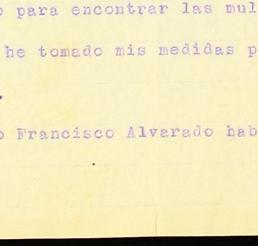 o para encontrar las mul
he tomado mis medidas p
o Francisco Alvarado hab